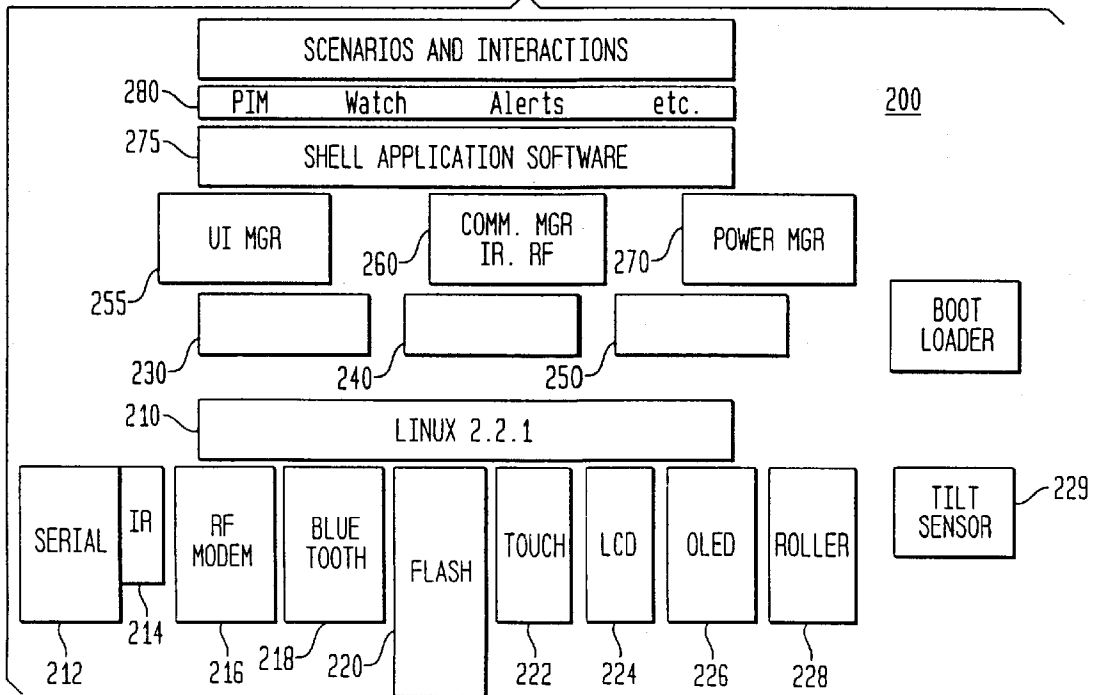 SCENARIOS AND INTERACTIONS
280 PIM Watch Alerts etc.
200
275 SHELL APPLICATION SOFTWARE
UI MGR
255
260 COMM. MGR
IR. RF
270 POWER MGR
230
240
250
BOOT
LOADER
210 LINUX 2.2.1
SERIAL
212
IR
214
RF
MODEM
216
BLUE
TOOTH
218
FLASH
220
TOUCH
222
LCD
224
OLED
226
ROLLER
228
TILT
SENSOR
229